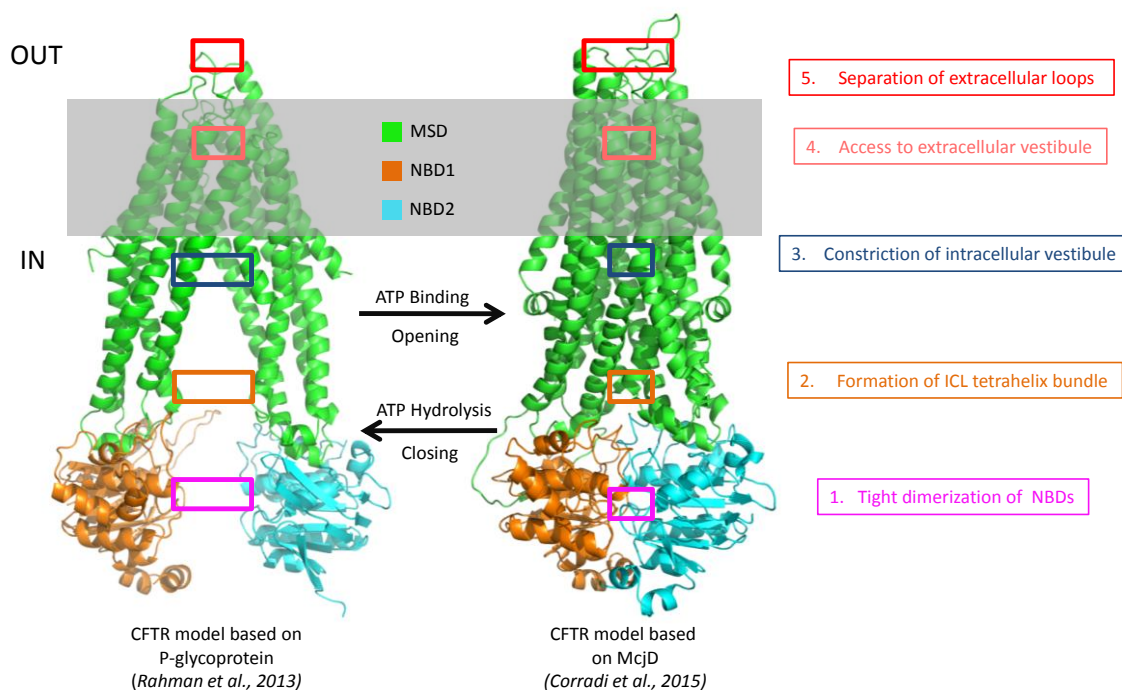 OUT
IN
MSD
NBD1
NBD2
ATP Binding
Opening
ATP Hydrolysis
Closing
5. Separation of extracellular loops
4. Access to extracellular vestibule
3. Constriction of intracellular vestibule
2. Formation of ICL tetrahelix bundle
1. Tight dimerization of NBDs
CFTR model based on
P-glycoprotein
(Rahman et al., 2013)
CFTR model based
on McjD
(Corradi et al., 2015)